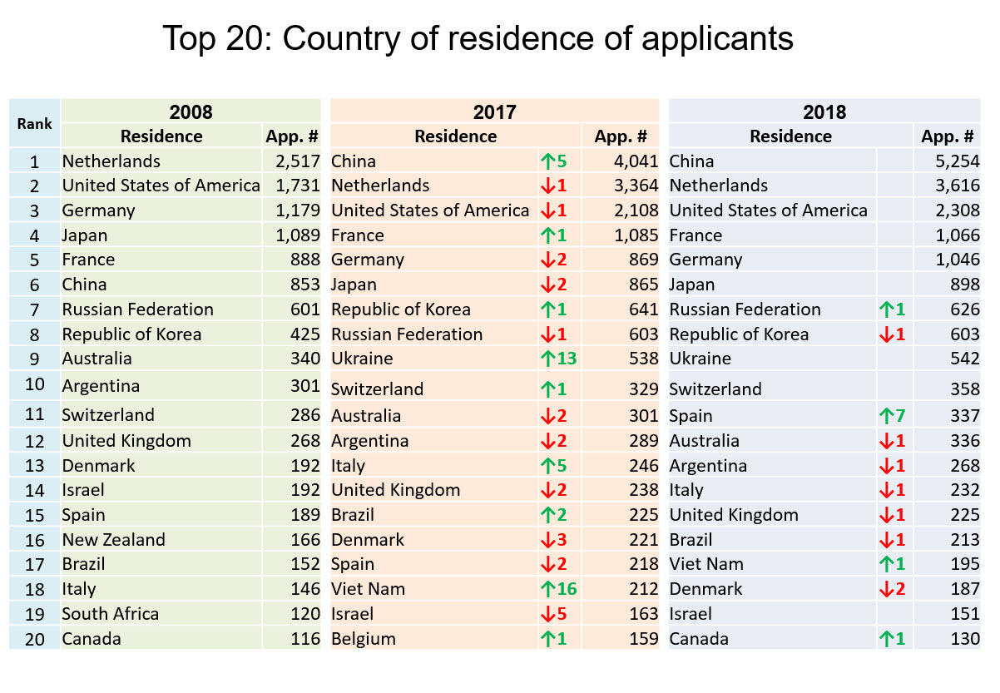 Top 20: Country of residence of applicants
Rank 2008 2017 2018
Residence App. # Residence App. # Residence App. #
1 Netherlands 2,517 China ↑5 4,041 China 5,254
2 United States of America 1,731 Netherlands ↓1 3,364 Netherlands 3,616
3 Germany 1,179 United States of America ↓1 2,108 United States of America 2,308
4 Japan 1,089 France ↑1 1,085 France 1,066
5 France 888 Germany ↓2 869 Germany 1,046
6 China 853 Japan ↓2 865 Japan 898
7 Russian Federation 601 Republic of Korea ↑1 641 Russian Federation ↑1 626
8 Republic of Korea 425 Russian Federation ↓1 603 Republic of Korea ↓1 603
9 Australia 340 Ukraine ↑13 538 Ukraine 542
10 Argentina 301 Switzerland ↑1 329 Switzerland 358
11 Switzerland 286 Australia ↓2 301 Spain ↑7 337
12 United Kingdom 268 Argentina ↓2 289 Australia ↓1 336
13 Denmark 192 Italy ↑5 246 Argentina ↓1 268
14 Israel 192 United Kingdom ↓2 238 Italy ↓1 232
15 Spain 189 Brazil ↑2 225 United Kingdom ↓1 225
16 New Zealand 166 Denmark ↓3 221 Brazil ↓1 213
17 Brazil 152 Spain ↓2 218 Viet Nam ↑1 195
18 Italy 146 Viet Nam ↑16 212 Denmark ↓2 187
19 South Africa 120 Israel ↓5 163 Israel 151
20 Canada 116 Belgium ↑1 159 Canada ↑1 130